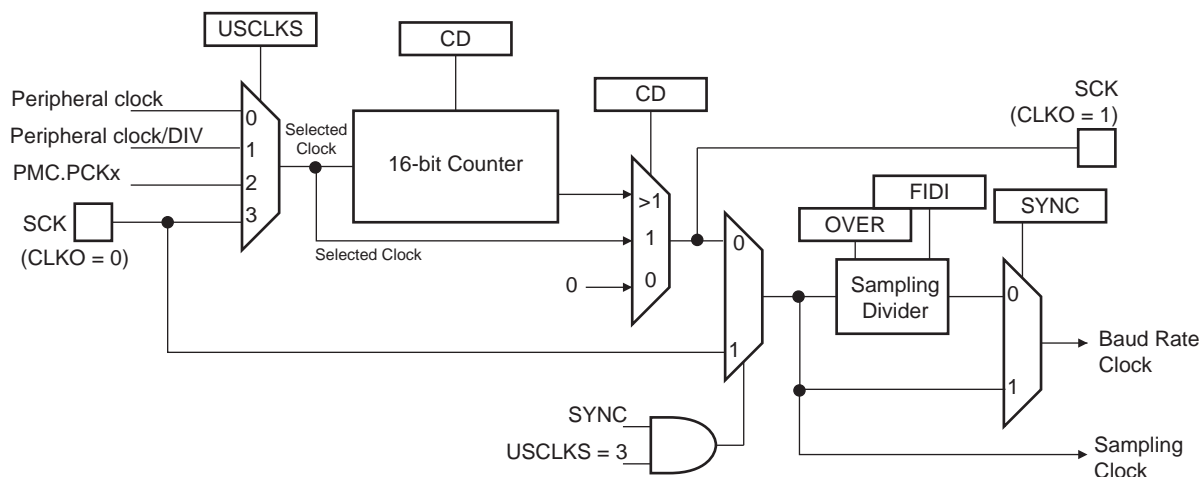 USCLKS
CD
CD
SCK
(CLKO = 1)
Peripheral clock
0
Peripheral clock/DIV
1
PMC.PCKx
2
SCK
3
(CLKO = 0)
Selected
Clock
16-bit Counter
Selected Clock
>1
1
0
0
FIDI
OVER
SYNC
0
1
Sampling
Divider
0
1
Baud Rate
Clock
SYNC
USCLKS = 3
Sampling
Clock